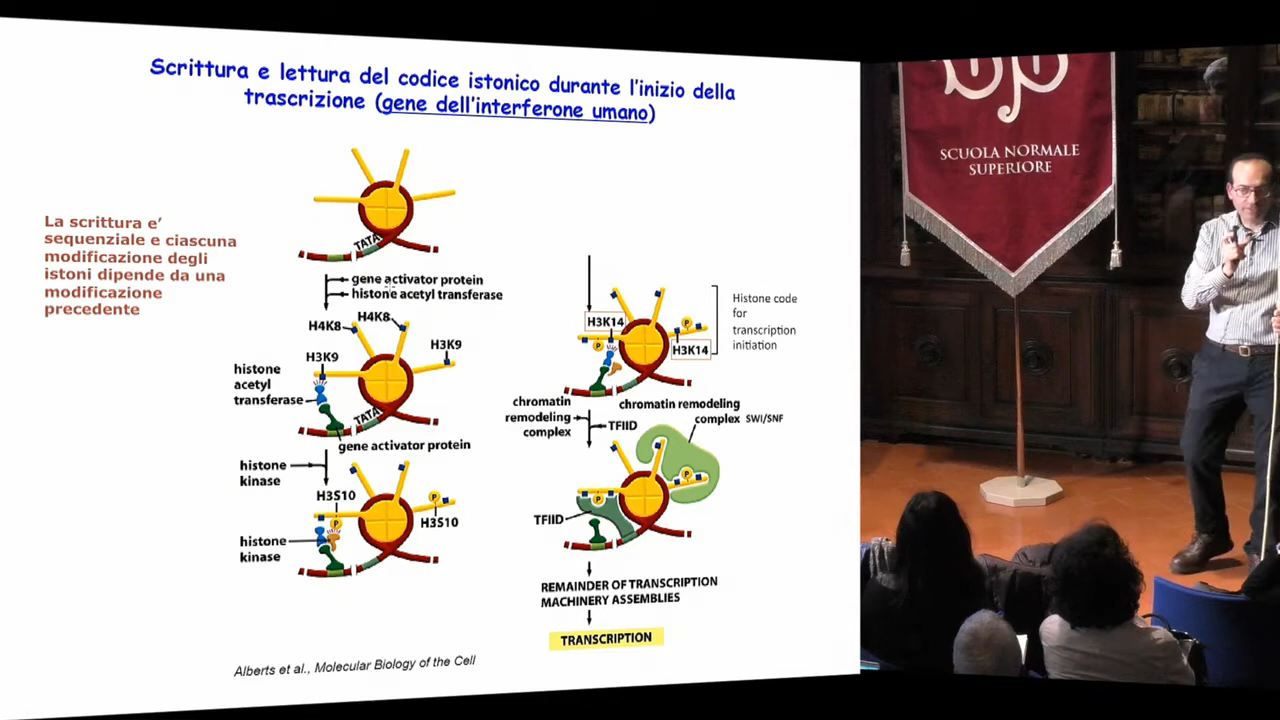 Scrittura e lettura del codice istonico durante l'inizio della
trascrizione (gene dell'interferone umano)
La scrittura e'
sequenziale e ciascuna
modificazione degli
istoni dipende da una
modificazione
precedente
TATA
gene activator protein
histone acetyl transferase
H4K8
H4K8
H3K9
H3K9
histone
acetyl
transferase
TATA
gene activator protein
histone
kinase
H3S10
P
P
H3S10
histone
kinase
H3K14
P
P
H3K14
Histone code
for
transcription
initiation
chromatin
remodeling
complex
TFIID
chromatin remodeling
complex SWI/SNF
P
P
TFIID
REMAINDER OF TRANSCRIPTION
MACHINERY ASSEMBLIES
TRANSCRIPTION
Alberts et al., Molecular Biology of the Cell
SCUOLA NORMALE
SUPERIORE